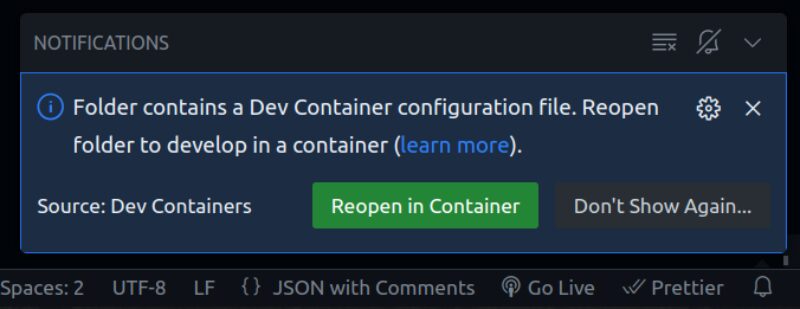 NOTIFICATIONS
Folder contains a Dev Container configuration file. Reopen
folder to develop in a container (learn more).
Source: Dev Containers Reopen in Container Don't Show Again...
Spaces: 2 UTF-8 LF {} JSON with Comments Go Live Prettier